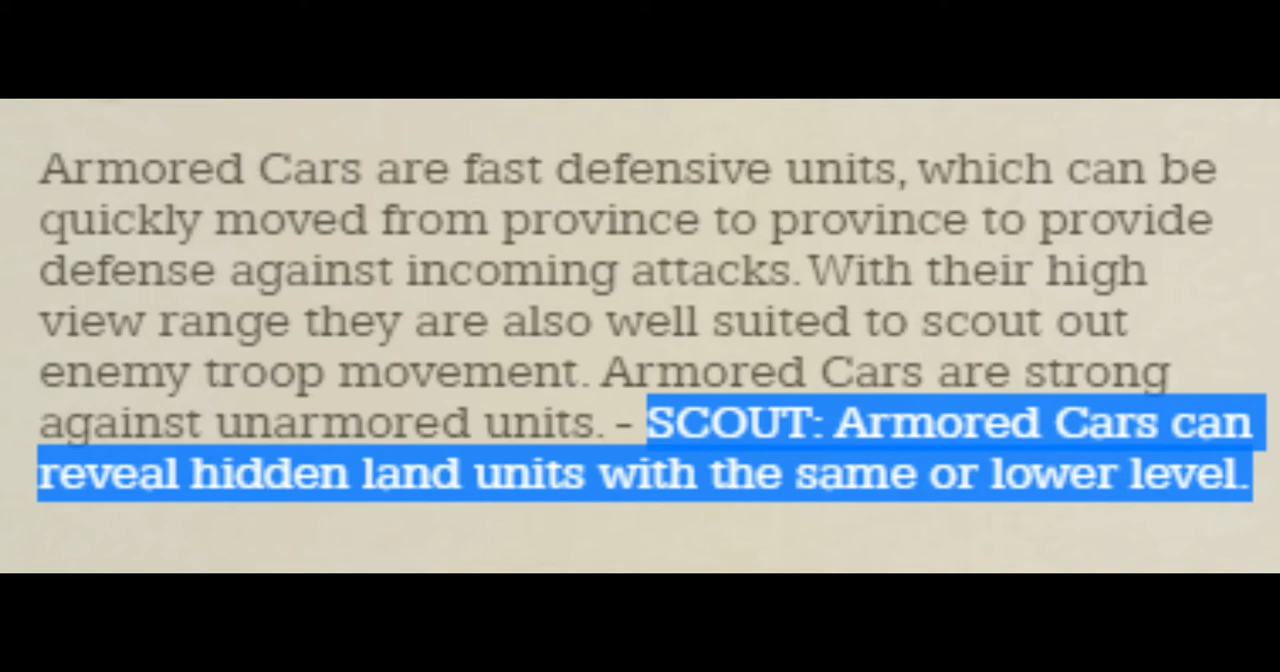 Armored Cars are fast defensive units, which can be
quickly moved from province to province to provide
defense against incoming attacks. With their high
view range they are also well suited to scout out
enemy troop movement. Armored Cars are strong
against unarmored units. - SCOUT: Armored Cars can
reveal hidden land units with the same or lower level.